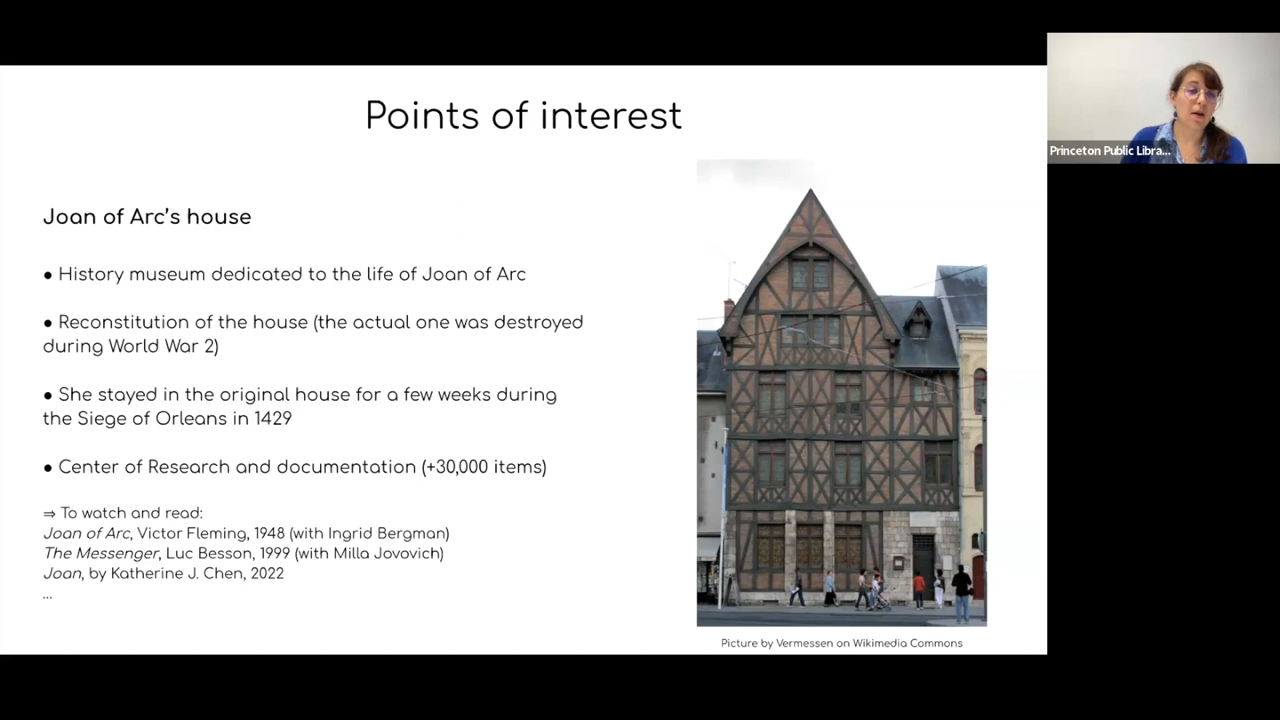 Points of interest
Joan of Arc's house
● History museum dedicated to the life of Joan of Arc
● Reconstitution of the house (the actual one was destroyed
during World War 2)
● She stayed in the original house for a few weeks during
the Siege of Orleans in 1429
● Center of Research and documentation (+30,000 items)
⇒ To watch and read:
Joan of Arc, Victor Fleming, 1948 (with Ingrid Bergman)
The Messenger, Luc Besson, 1999 (with Milla Jovovich)
Joan, by Katherine J. Chen, 2022
...
Picture by Vermessen on Wikimedia Commons
Princeton Public Libra...